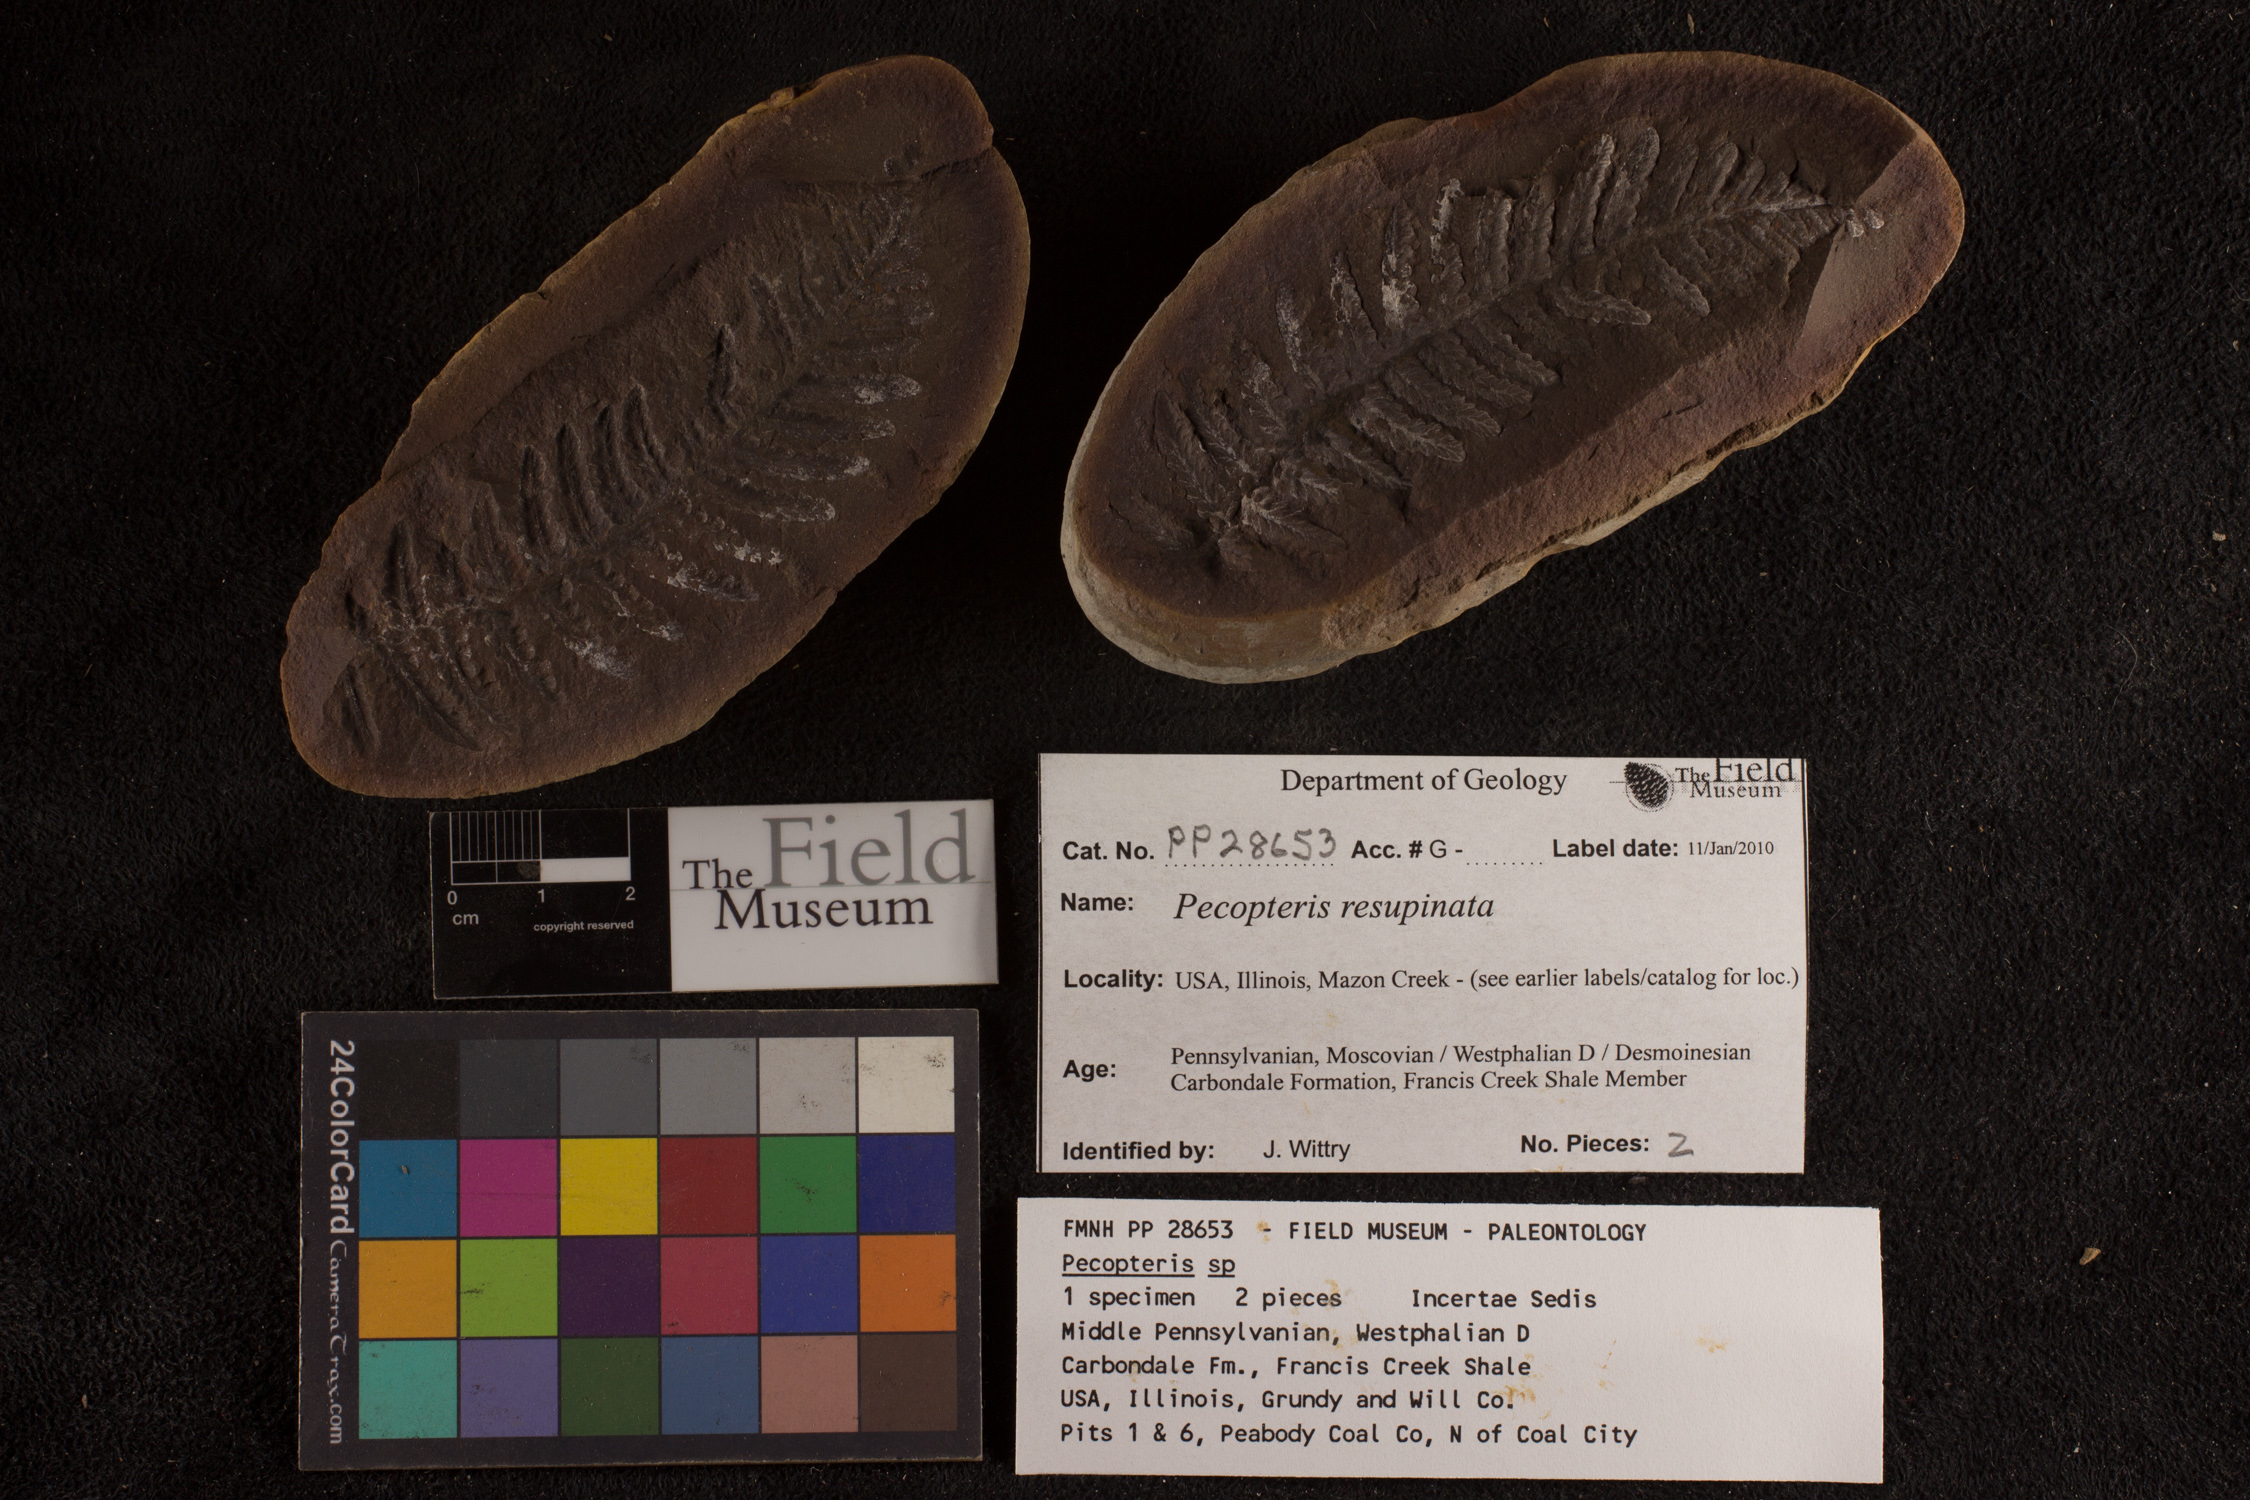 The Field
Museum
0 1 2
cm
copyright reserved
24ColorCard CameraTrax.com
Department of Geology
The Field
Museum
Cat. No. PP28653 Acc. # G - ........ Label date: 11/Jan/2010
Name: Pecopteris resupinata
Locality: USA, Illinois, Mazon Creek - (see earlier labels/catalog for loc.)
Age: Pennsylvanian, Moscovian / Westphalian D / Desmoinesian
Carbondale Formation, Francis Creek Shale Member
Identified by: J. Wittry No. Pieces: 2
FMNH PP 28653 - FIELD MUSEUM - PALEONTOLOGY
Pecopteris sp
1 specimen 2 pieces Incertae Sedis
Middle Pennsylvanian, Westphalian D
Carbondale Fm., Francis Creek Shale
USA, Illinois, Grundy and Will Co.
Pits 1 & 6, Peabody Coal Co, N of Coal City